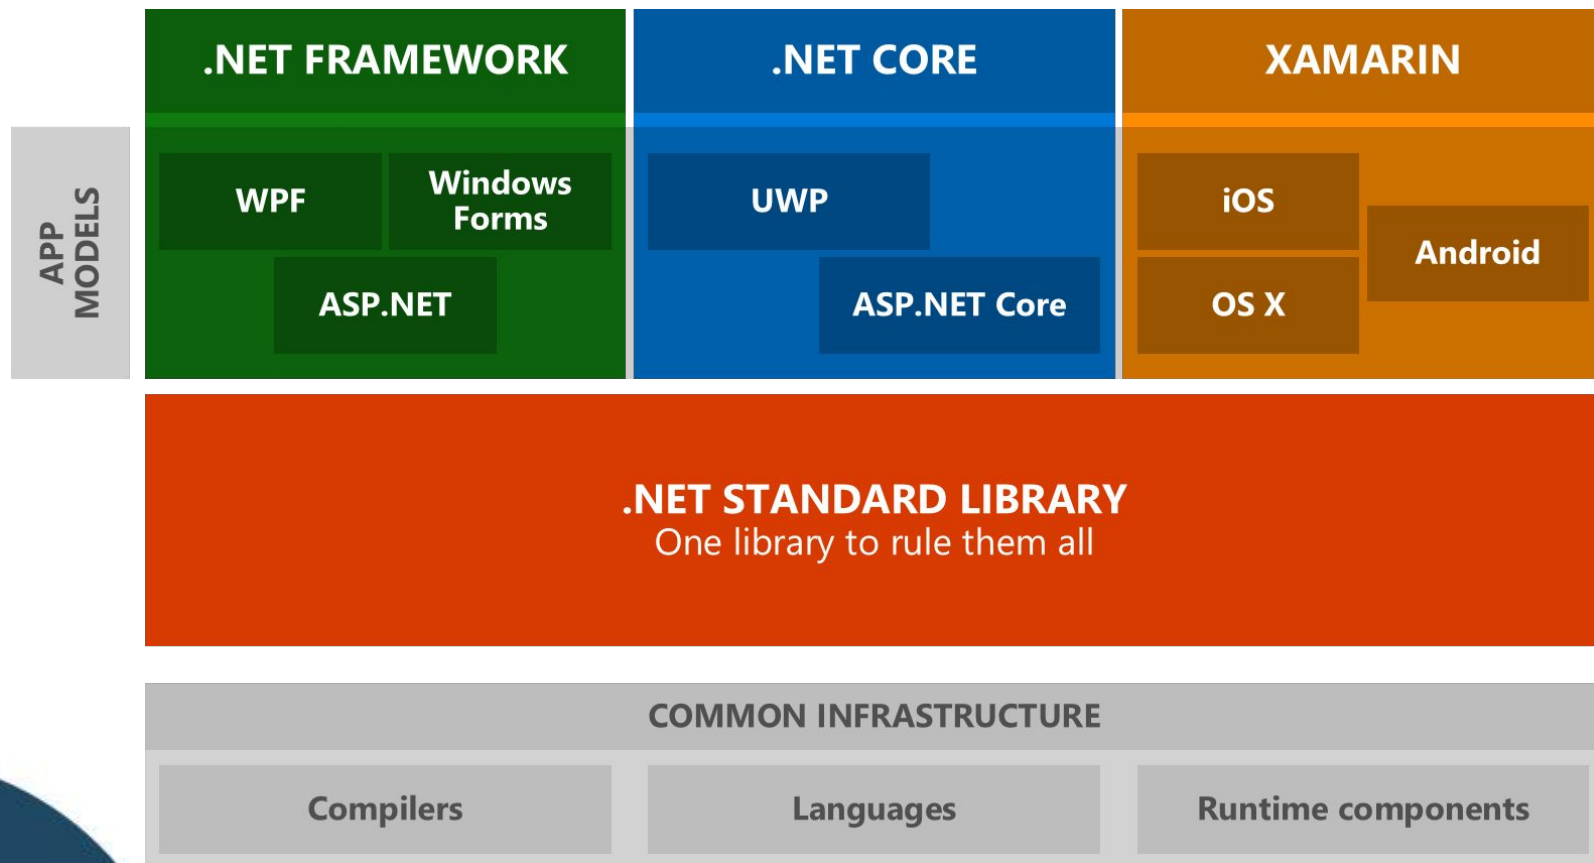 .NET FRAMEWORK
.NET CORE
XAMARIN
APP
MODELS
WPF
Windows
Forms
ASP.NET
UWP
ASP.NET Core
iOS
Android
OS X
.NET STANDARD LIBRARY
One library to rule them all
COMMON INFRASTRUCTURE
Compilers
Languages
Runtime components